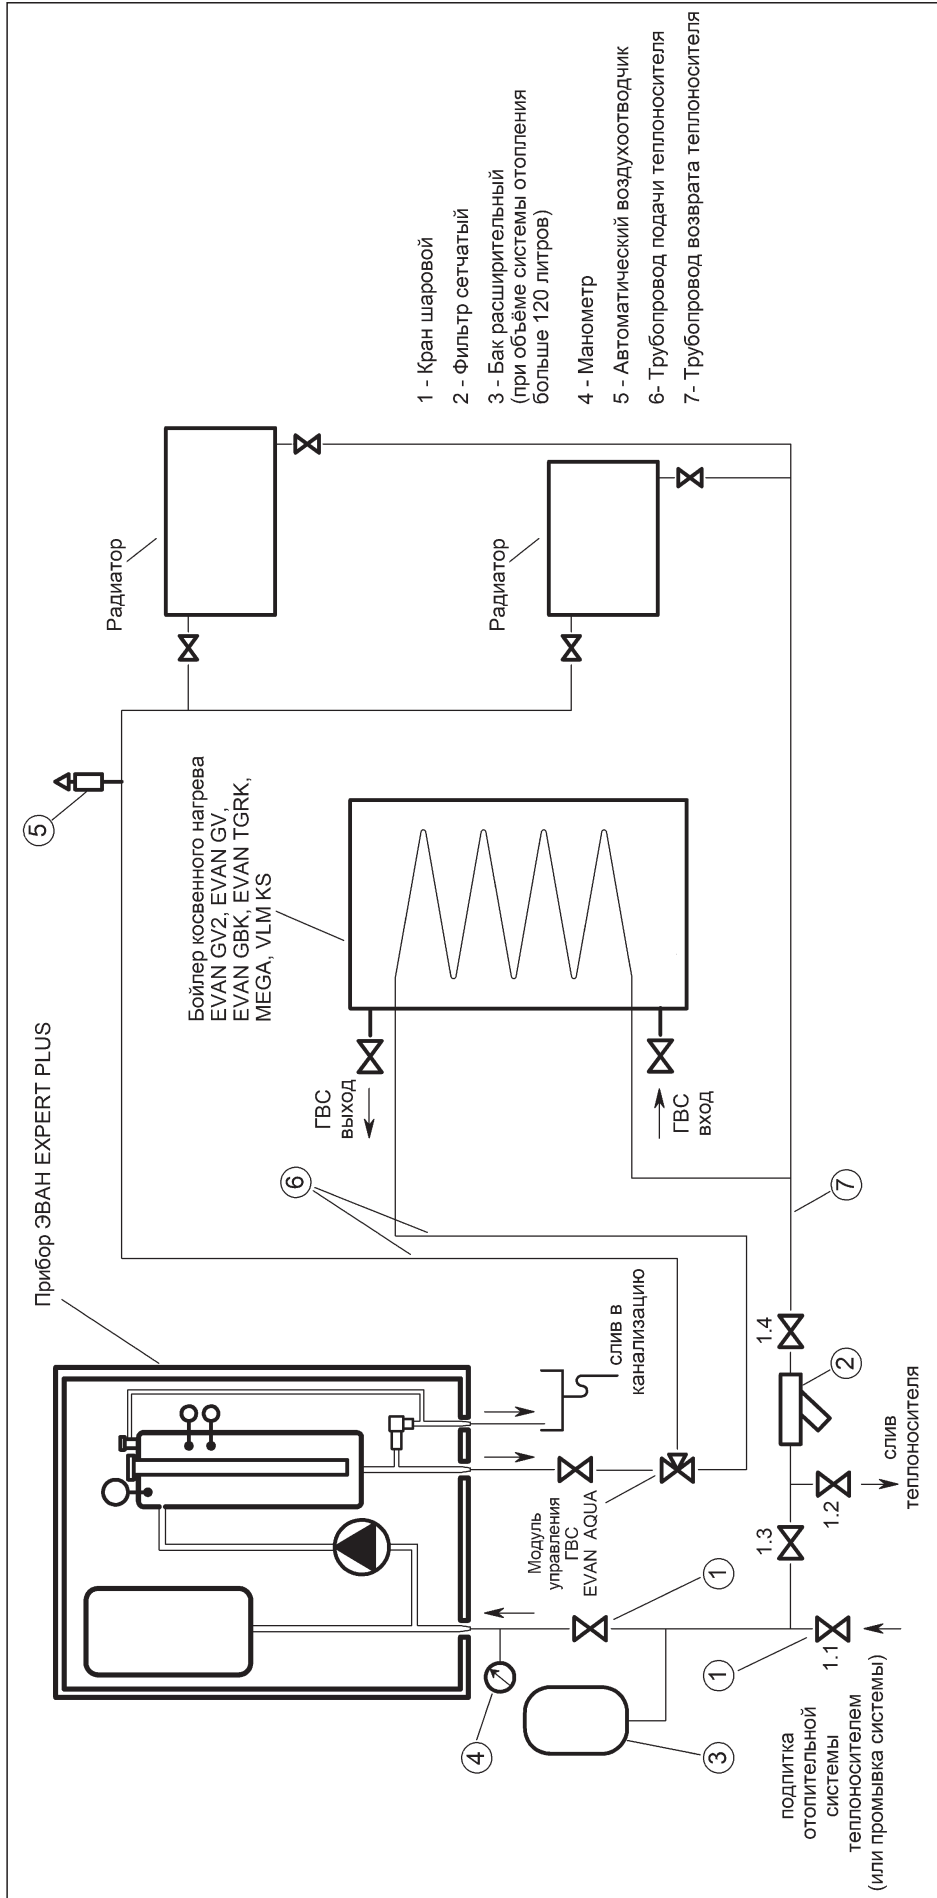 Прибор ЭВАН EXPERT PLUS
5
Бойлер косвенного нагрева
EVAN GV2, EVAN GV,
EVAN GBK, EVAN TGRK,
MEGA, VLM KS
Радиатор
Радиатор
1 - Кран шаровой
2 - Фильтр сетчатый
3 - Бак расширительный
(при объёме системы отопления
больше 120 литров)
4 - Манометр
5 - Автоматический воздухоотводчик
6- Трубопровод подачи теплоносителя
7- Трубопровод возврата теплоносителя
ГВС
выход
ГВС
вход
6
слив в
канализацию
Модуль
управления
ГВС
EVAN AQUA
4
3
1
1
1.1
1.3
1.2
1.4
2
7
слив
теплоносителя
подпитка
отопительной
системы
теплоносителем
(или промывка системы)